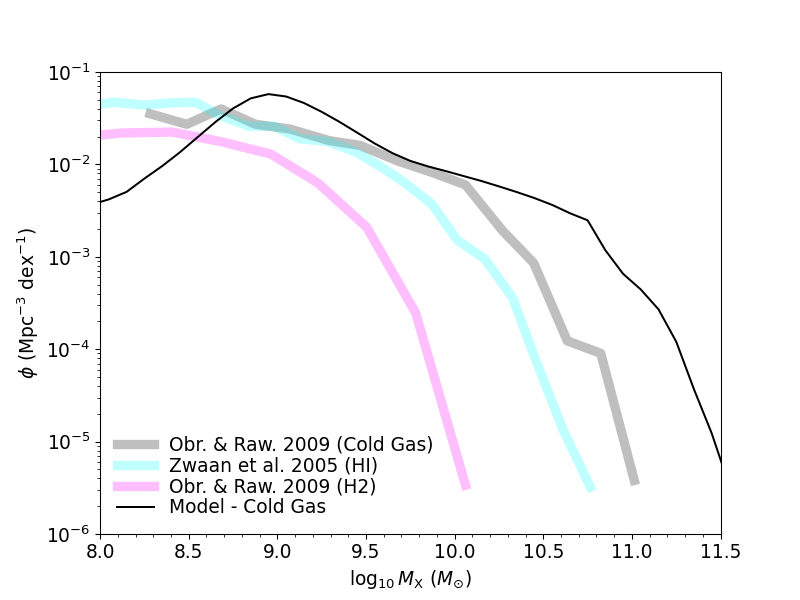 10⁻¹
10⁻²
10⁻³
10⁻⁴
10⁻⁵
10⁻⁶
ϕ (Mpc⁻³ dex⁻¹)
Obr. & Raw. 2009 (Cold Gas)
Zwaan et al. 2005 (HI)
Obr. & Raw. 2009 (H2)
Model - Cold Gas
8.0 8.5 9.0 9.5 10.0 10.5 11.0 11.5
log₁₀ M_X (M_⊙)